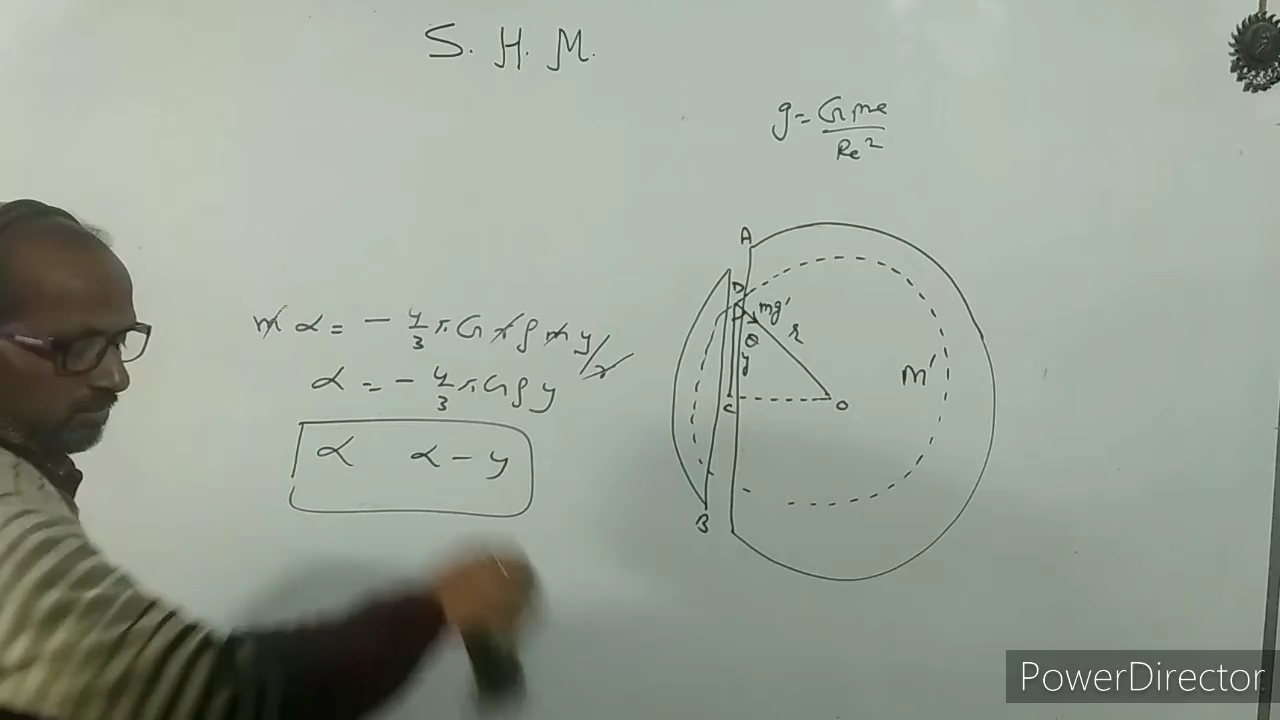 S. H. M.
g = Gme / Re²
A
D
mg'
θ
r
y
M'
C
O
B
m α = - 4/3 π G r ρ m y/r
α = - 4/3 π G ρ y
α ∝ - y
PowerDirector